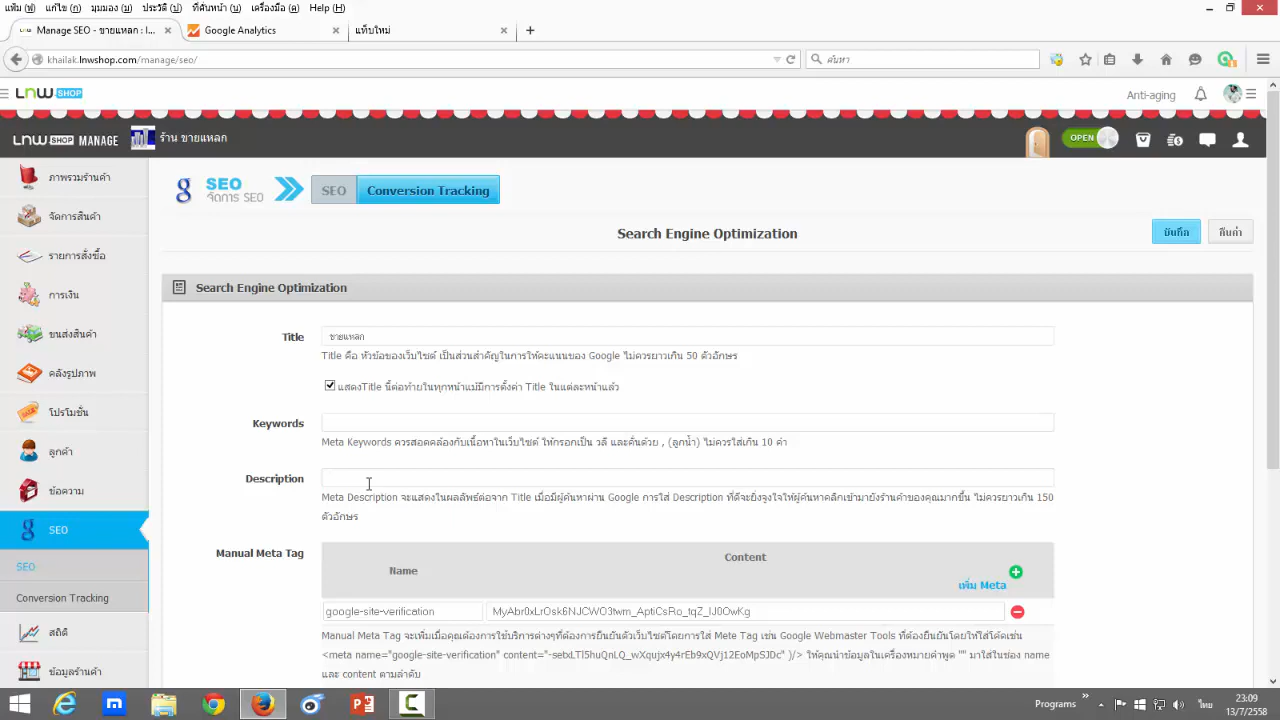 แฟ้ม (ฟ) แก้ไข (ก) มุมมอง (ม) ประวัติ (ป) ที่คั่นหน้า (ค) เครื่องมือ (ค) Help (H)
Manage SEO - ขายแหลก : l...
Google Analytics
แท็บใหม่
khailak.lnwshop.com/manage/seo/
ค้นหา
LnW SHOP
Anti-aging
LnW SHOP MANAGE
ร้าน ขายแหลก
OPEN
ภาพรวมร้านค้า
จัดการสินค้า
รายการสั่งซื้อ
การเงิน
ขนส่งสินค้า
คลังรูปภาพ
โปรโมชั่น
ลูกค้า
ข้อความ
SEO
SEO
Conversion Tracking
สถิติ
ข้อมูลร้านค้า
SEO
จัดการ SEO
SEO
Conversion Tracking
Search Engine Optimization
บันทึก
คืนค่า
Search Engine Optimization
Title
ขายแหลก
Title คือ หัวข้อของเว็บไซต์ เป็นส่วนสำคัญในการให้คะแนนของ Google ไม่ควรยาวเกิน 50 ตัวอักษร
แสดงTitle นี้ต่อท้ายในทุกหน้าแม้มีการตั้งค่า Title ในแต่ละหน้าแล้ว
Keywords
Meta Keywords ควรสอดคล้องกับเนื้อหาในเว็บไซต์ ให้กรอกเป็น วลี และคั่นด้วย , (ลูกน้ำ) ไม่ควรใส่เกิน 10 คำ
Description
Meta Description จะแสดงในผลลัพธ์ต่อจาก Title เมื่อมีผู้ค้นหาผ่าน Google การใส่ Description ที่ดีจะยิ่งจูงใจให้ผู้ค้นหาคลิกเข้ามายังร้านค้าของคุณมากขึ้น ไม่ควรยาวเกิน 150
ตัวอักษร
Manual Meta Tag
Name
Content
เพิ่ม Meta
google-site-verification
MyAbr0xLrOsk6NJCWO3twm_AptiCsRo_tqZ_lJ0OwKg
Manual Meta Tag จะเพิ่มเมื่อคุณต้องการใช้บริการต่างๆที่ต้องการยืนยันตัวเว็บไซต์โดยการใส่ Mete Tag เช่น Google Webmaster Tools ที่ต้องยืนยันโดยให้ใส่โค้ดเช่น
<meta name="google-site-verification" content="-setxLTl5huQnLQ_wXqujx4y4rEb9xQVj12EoMpSJDc" )/> ให้คุณนำข้อมูลในเครื่องหมายคำพูด "" มาใส่ในช่อง name
และ content ตามลำดับ
Programs
ไทย
23:09
13/7/2558